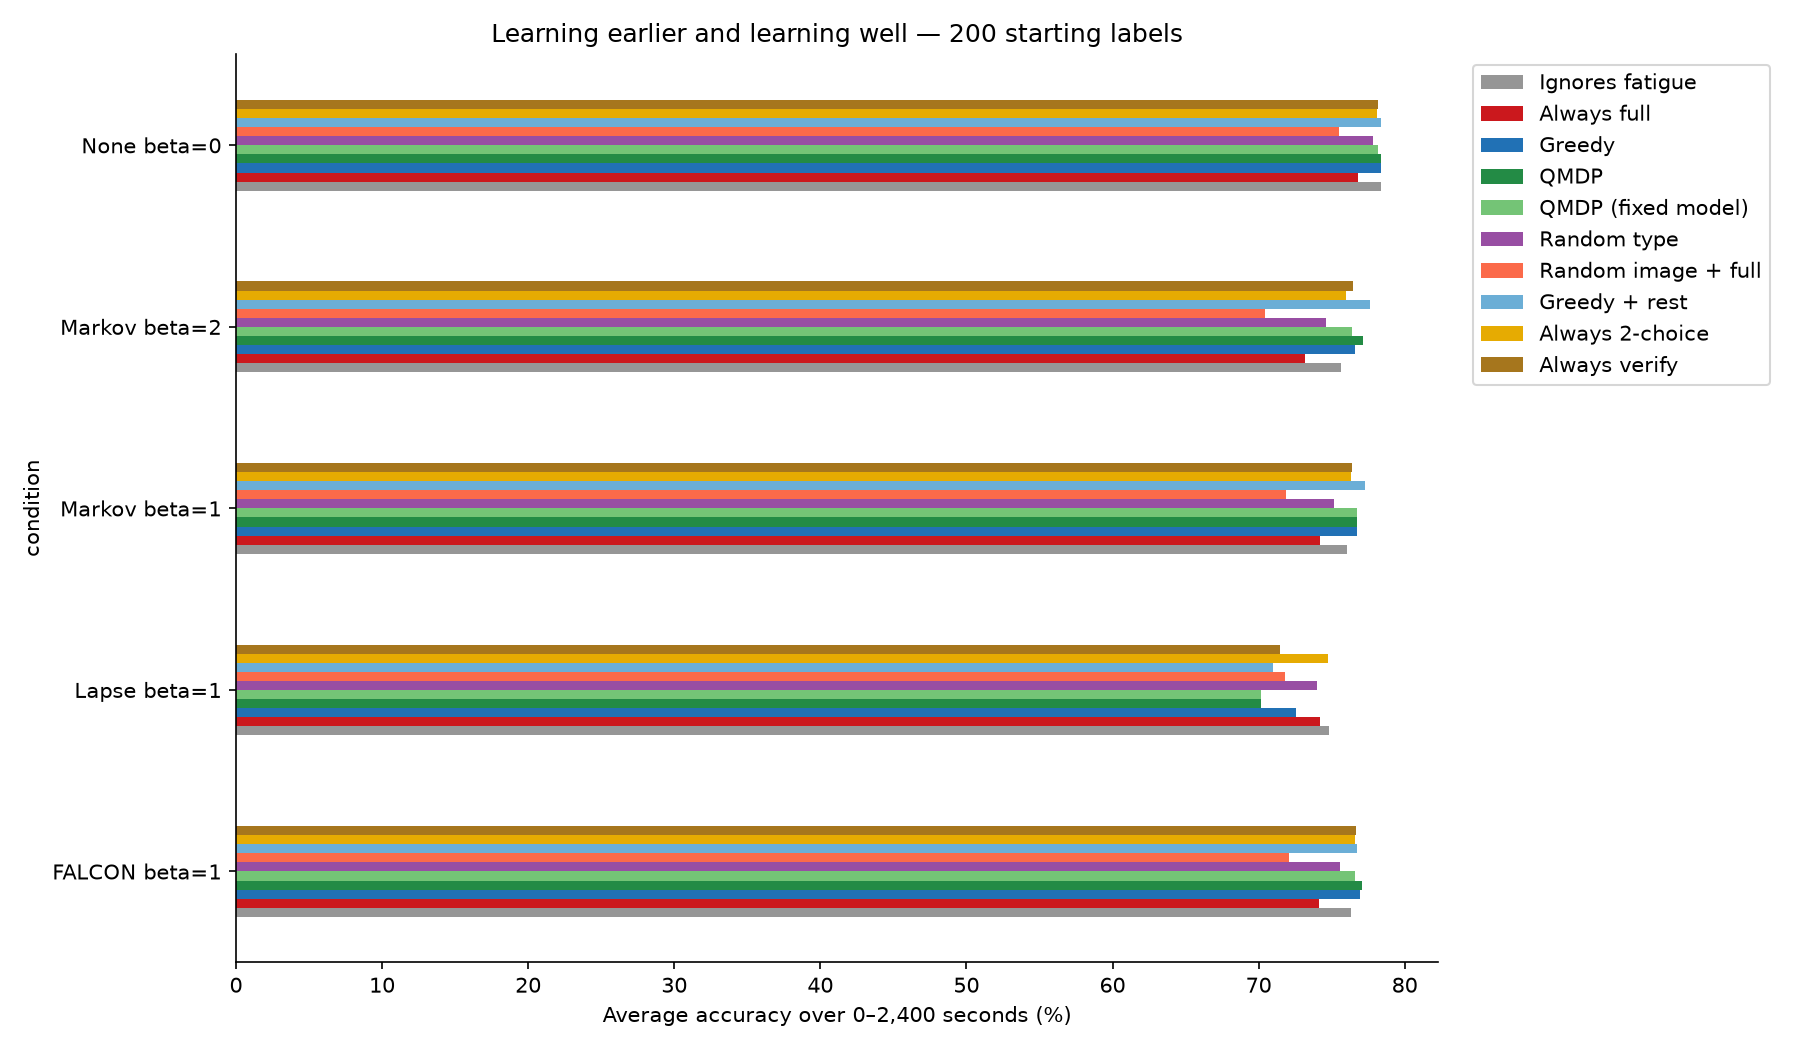 Learning earlier and learning well — 200 starting labels
Ignores fatigue
Always full
Greedy
QMDP
QMDP (fixed model)
Random type
Random image + full
Greedy + rest
Always 2-choice
Always verify
condition
None beta=0
Markov beta=2
Markov beta=1
Lapse beta=1
FALCON beta=1
0 10 20 30 40 50 60 70 80
Average accuracy over 0–2,400 seconds (%)